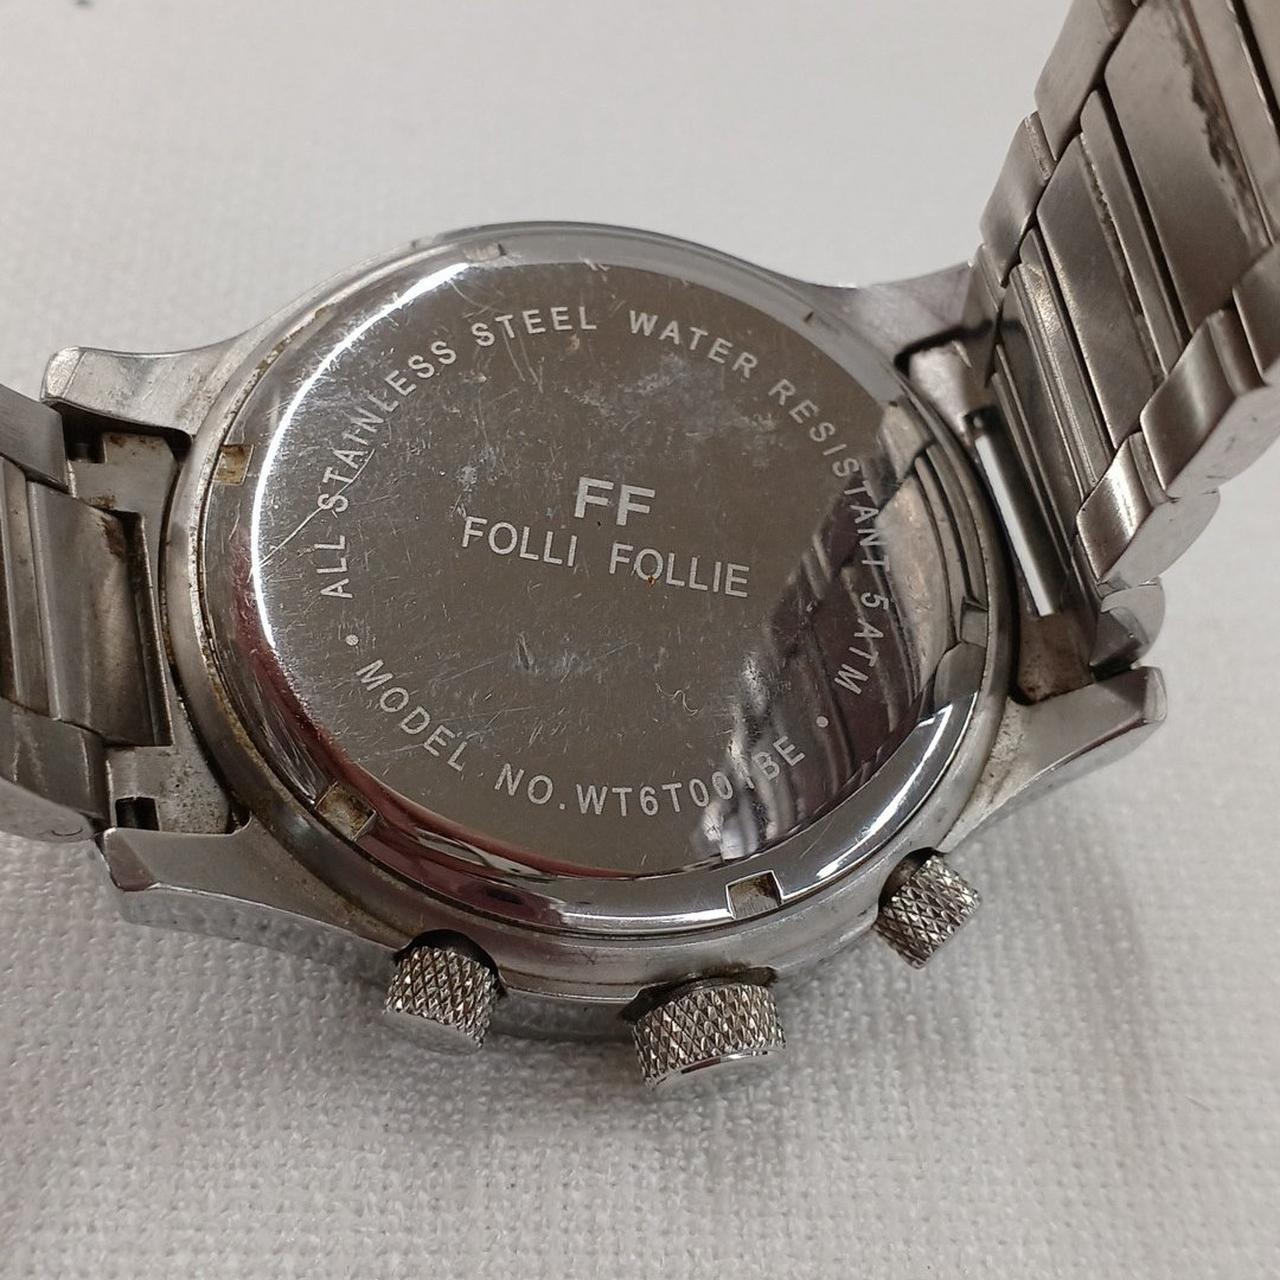 ALL STAINLESS STEEL WATER RESISTANT 5 ATM
FF
FOLLI FOLLIE
• MODEL NO.WT6T001BE •